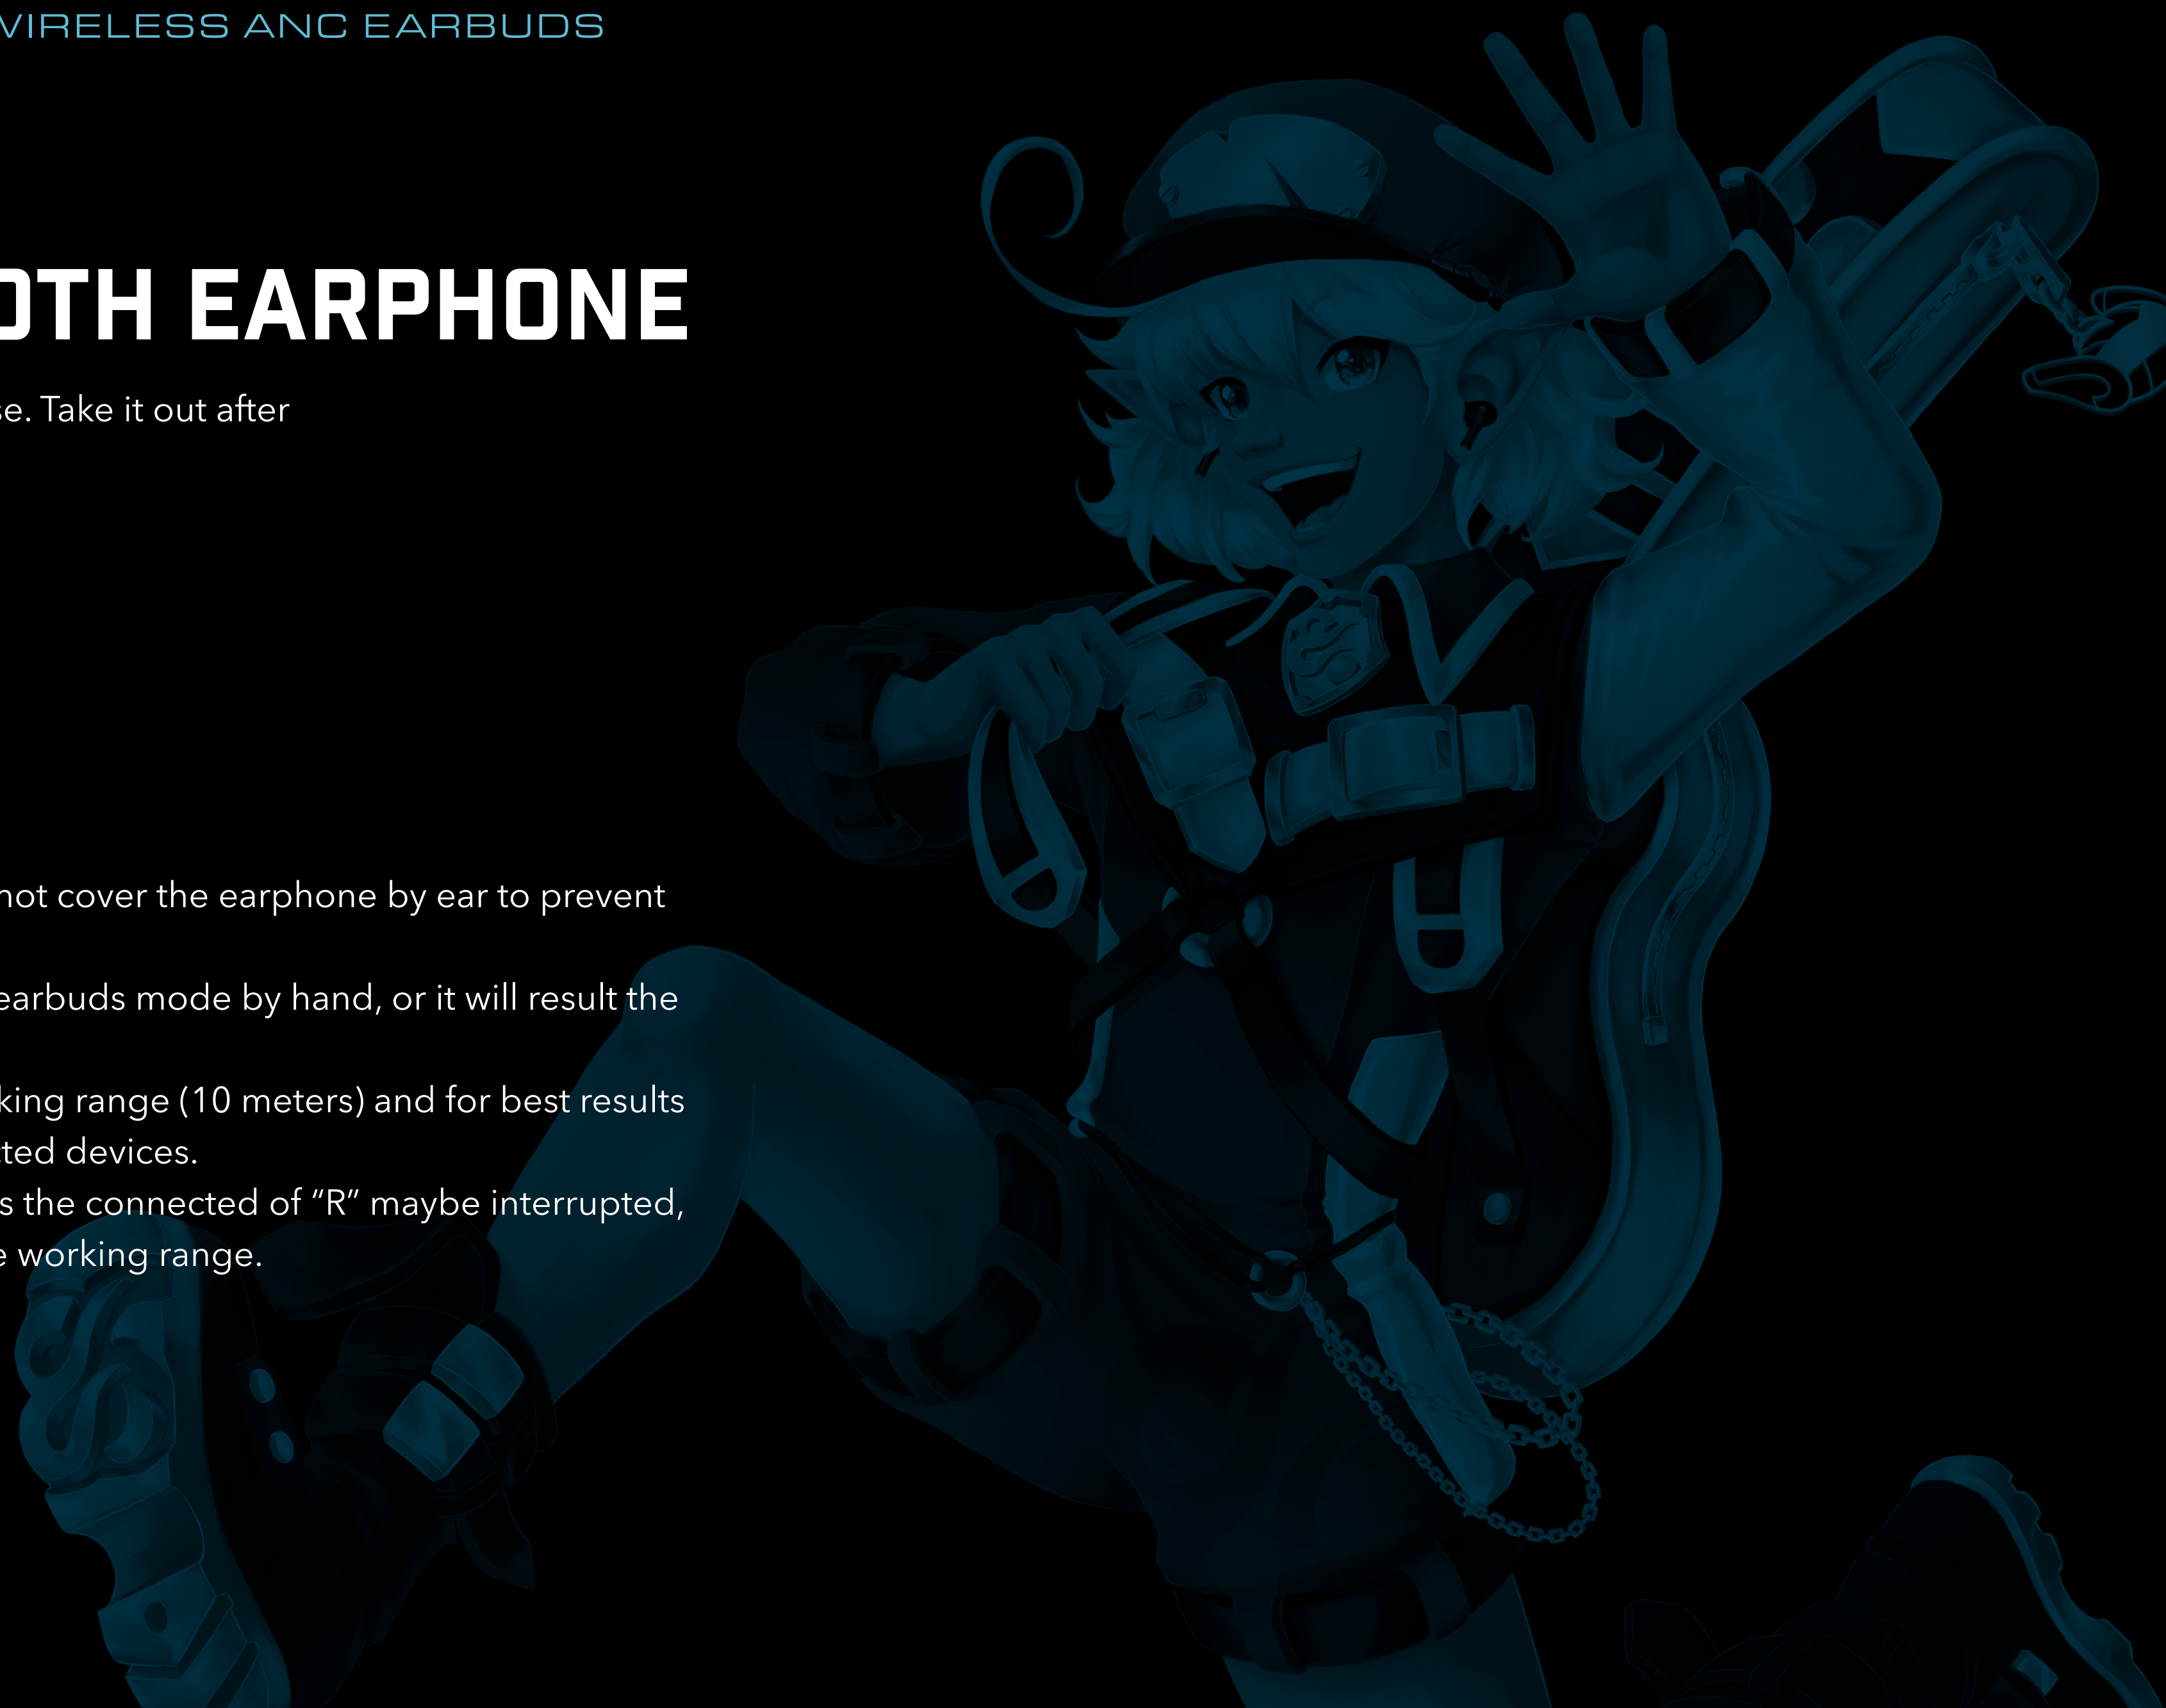 WIRELESS ANC EARBUDS
OTH EARPHONE
se. Take it out after
not cover the earphone by ear to prevent
earbuds mode by hand, or it will result the
king range (10 meters) and for best results
cted devices.
s the connected of “R” maybe interrupted,
e working range.